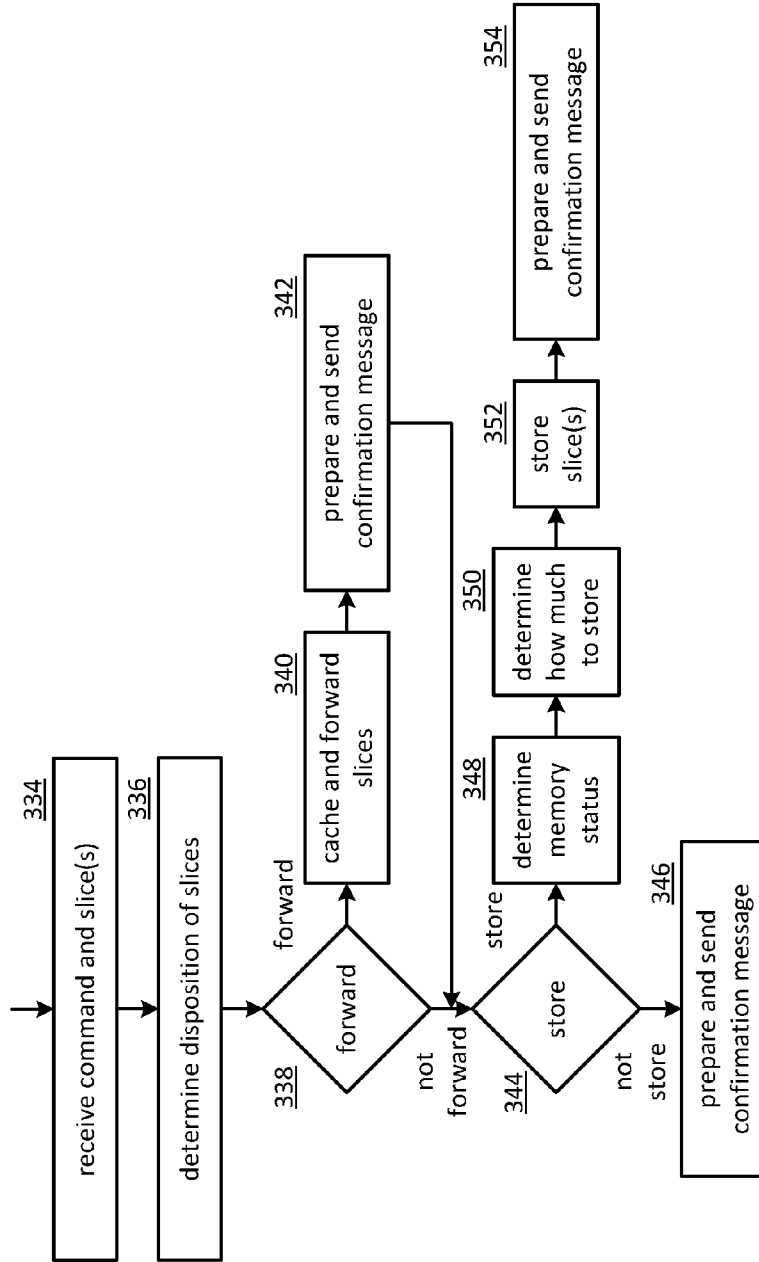 334
receive command and slice(s)
336
determine disposition of slices
338
forward
forward
340
cache and forward
slices
342
prepare and send
confirmation message
not
forward
344
store
store
348
determine
memory
status
350
determine
how much
to store
352
store
slice(s)
354
prepare and send
confirmation message
not
store
346
prepare and send
confirmation message